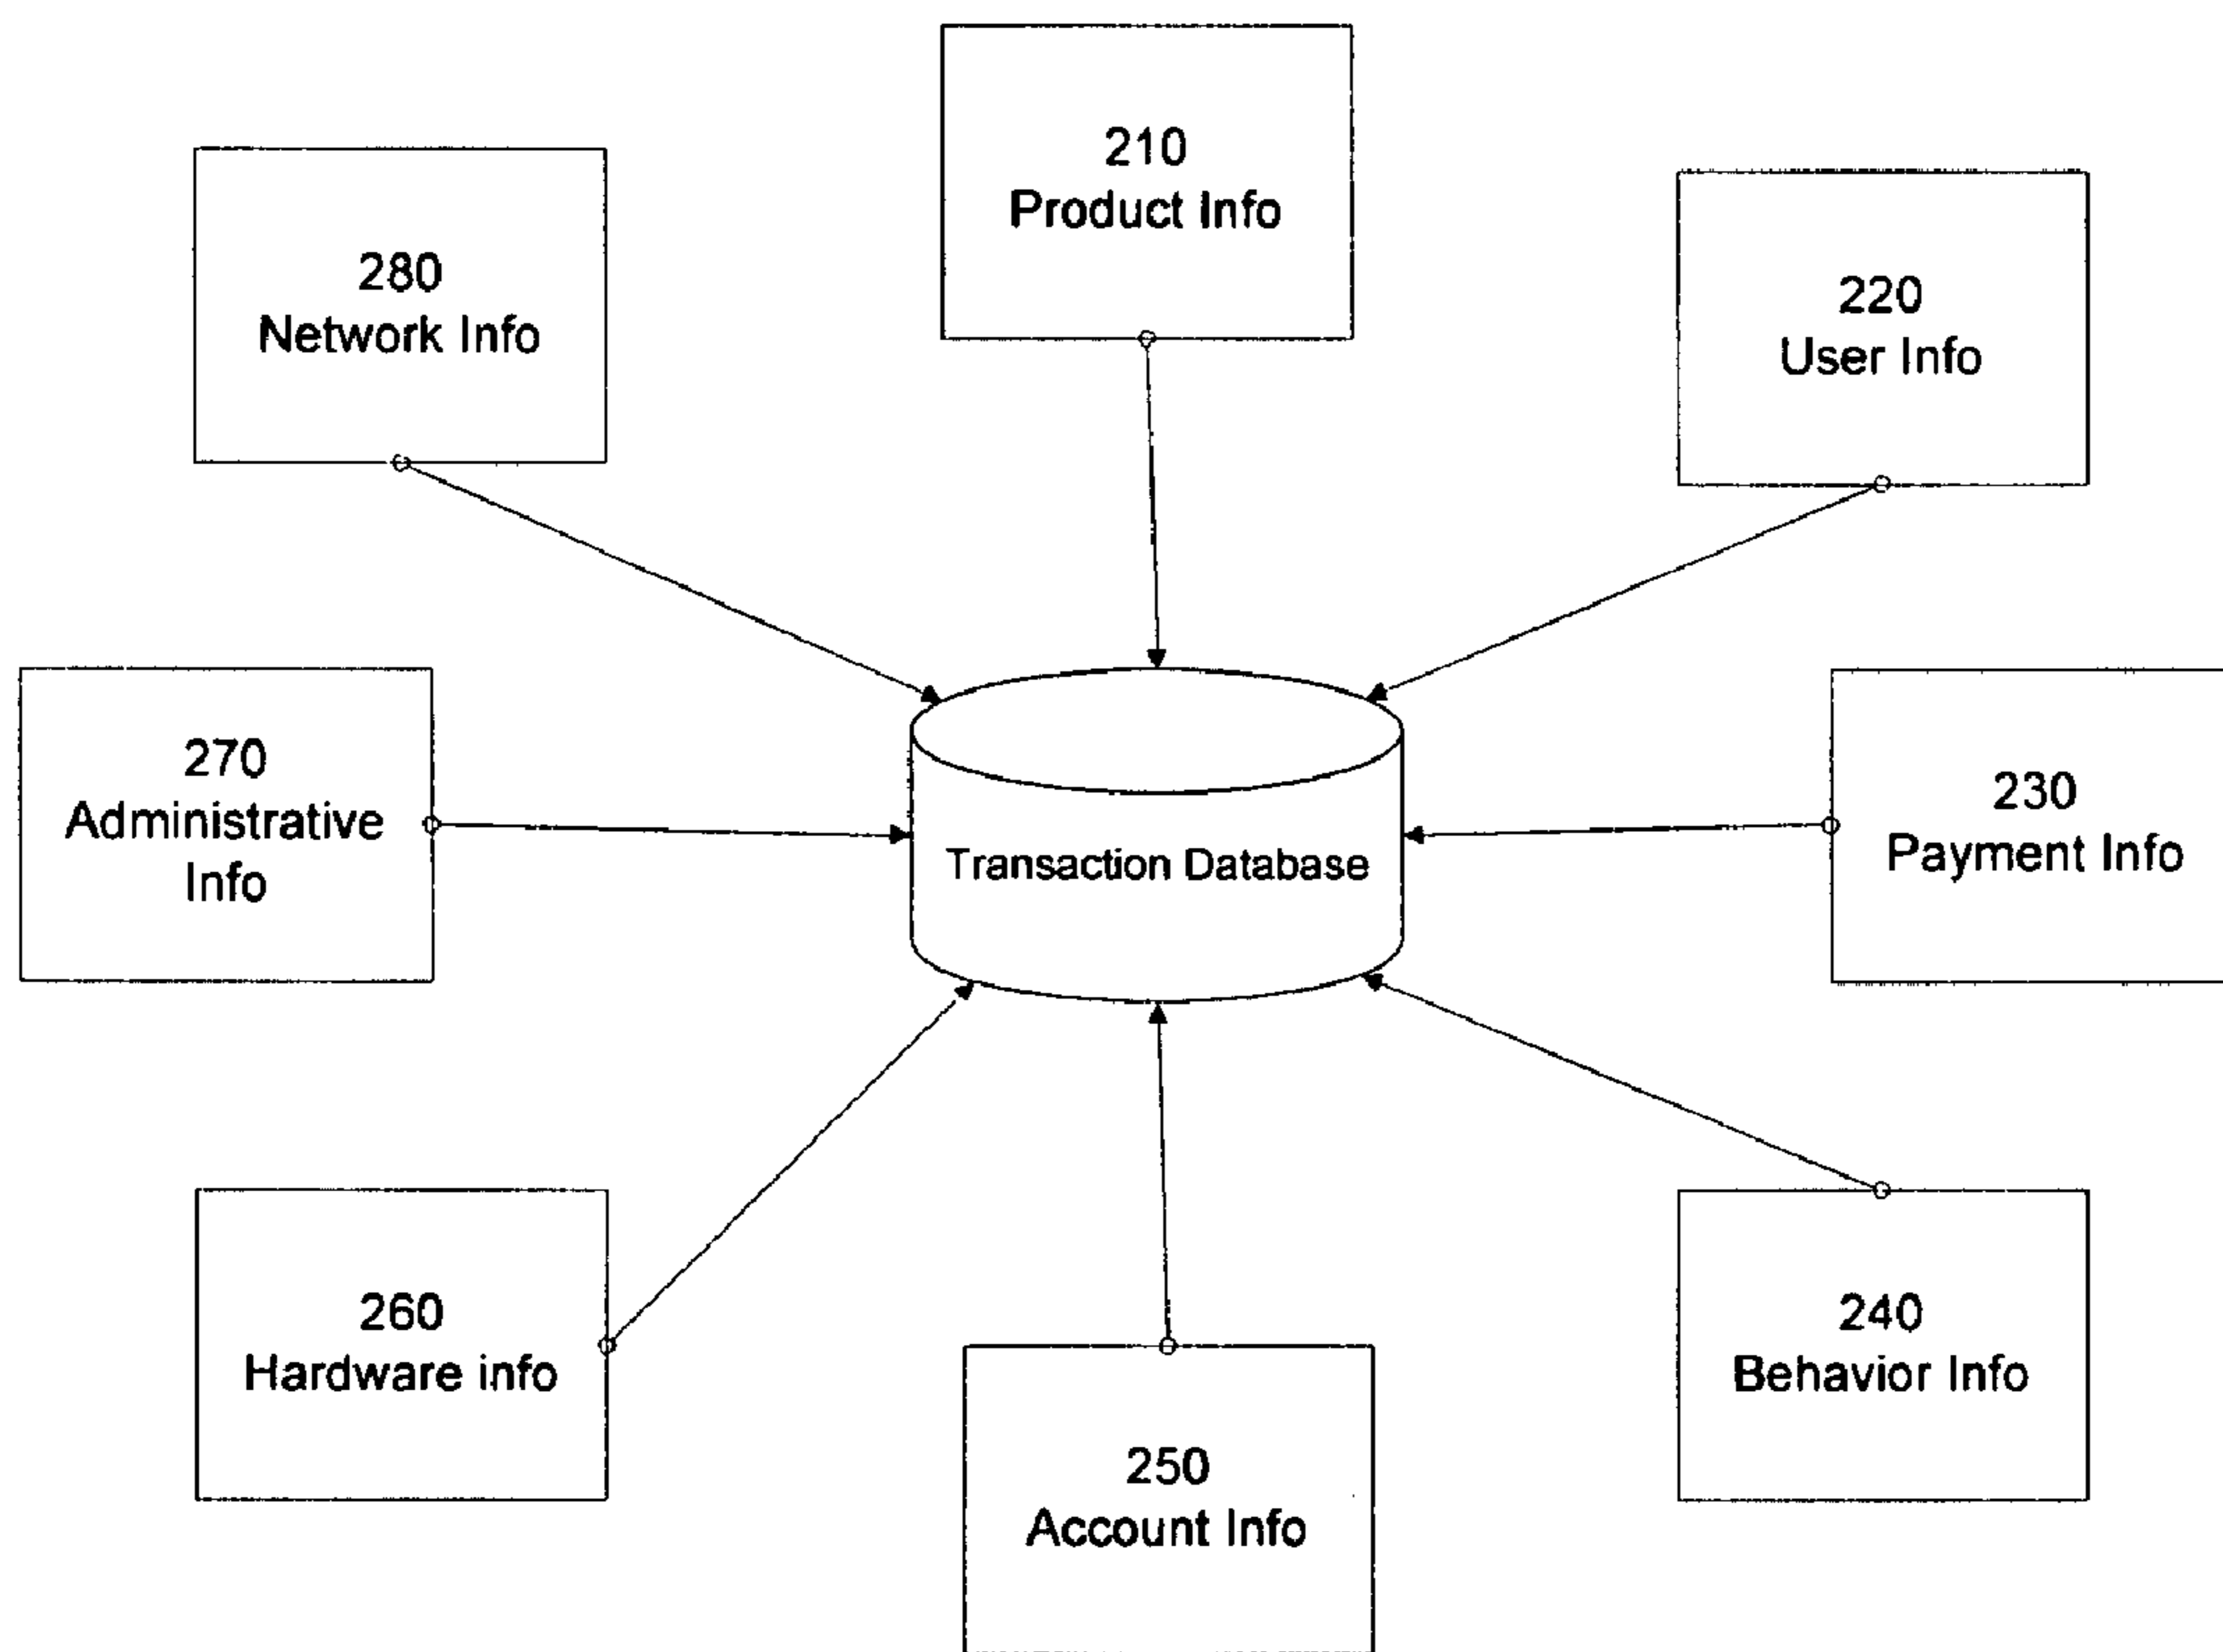 210
Product Info
280
Network Info
220
User Info
270
Administrative
Info
Transaction Database
230
Payment Info
260
Hardware info
240
Behavior Info
250
Account Info